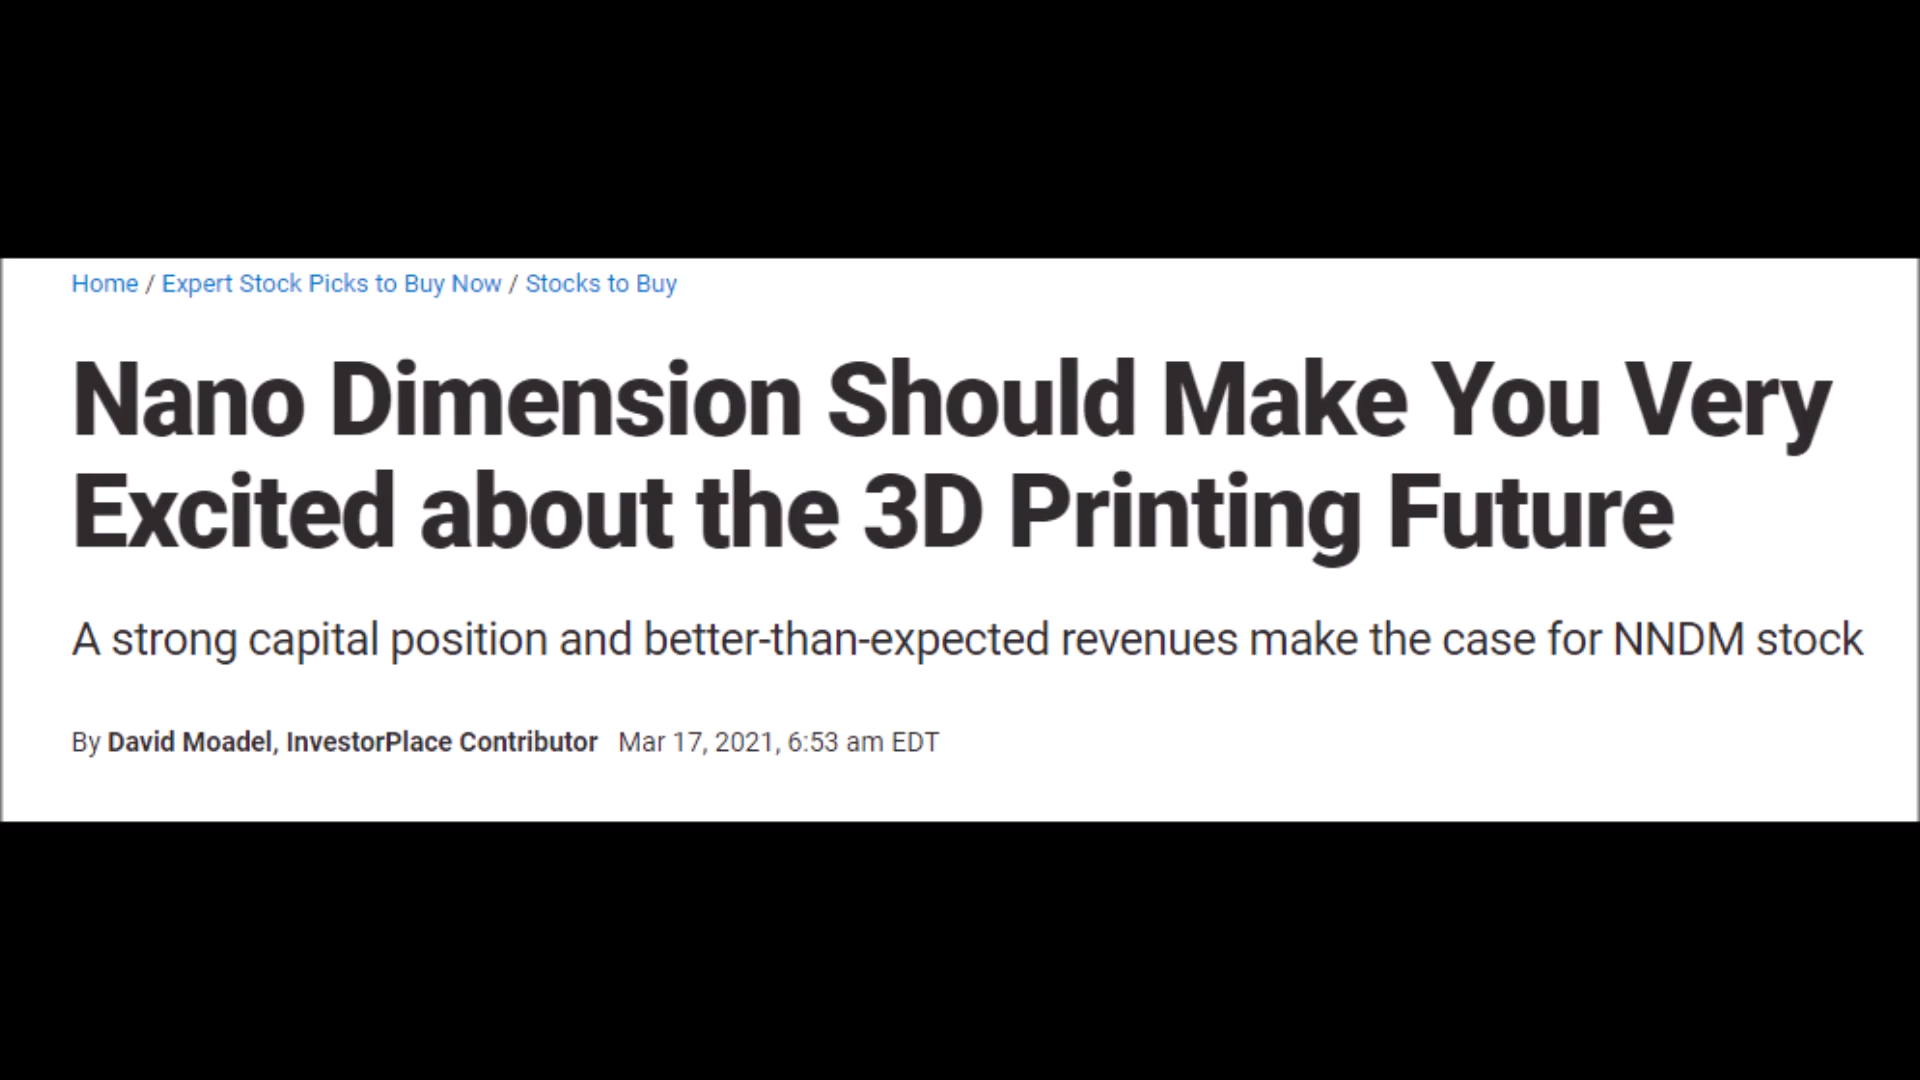 Home / Expert Stock Picks to Buy Now / Stocks to Buy
Nano Dimension Should Make You Very
Excited about the 3D Printing Future
A strong capital position and better-than-expected revenues make the case for NNDM stock
By David Moadel, InvestorPlace Contributor Mar 17, 2021, 6:53 am EDT